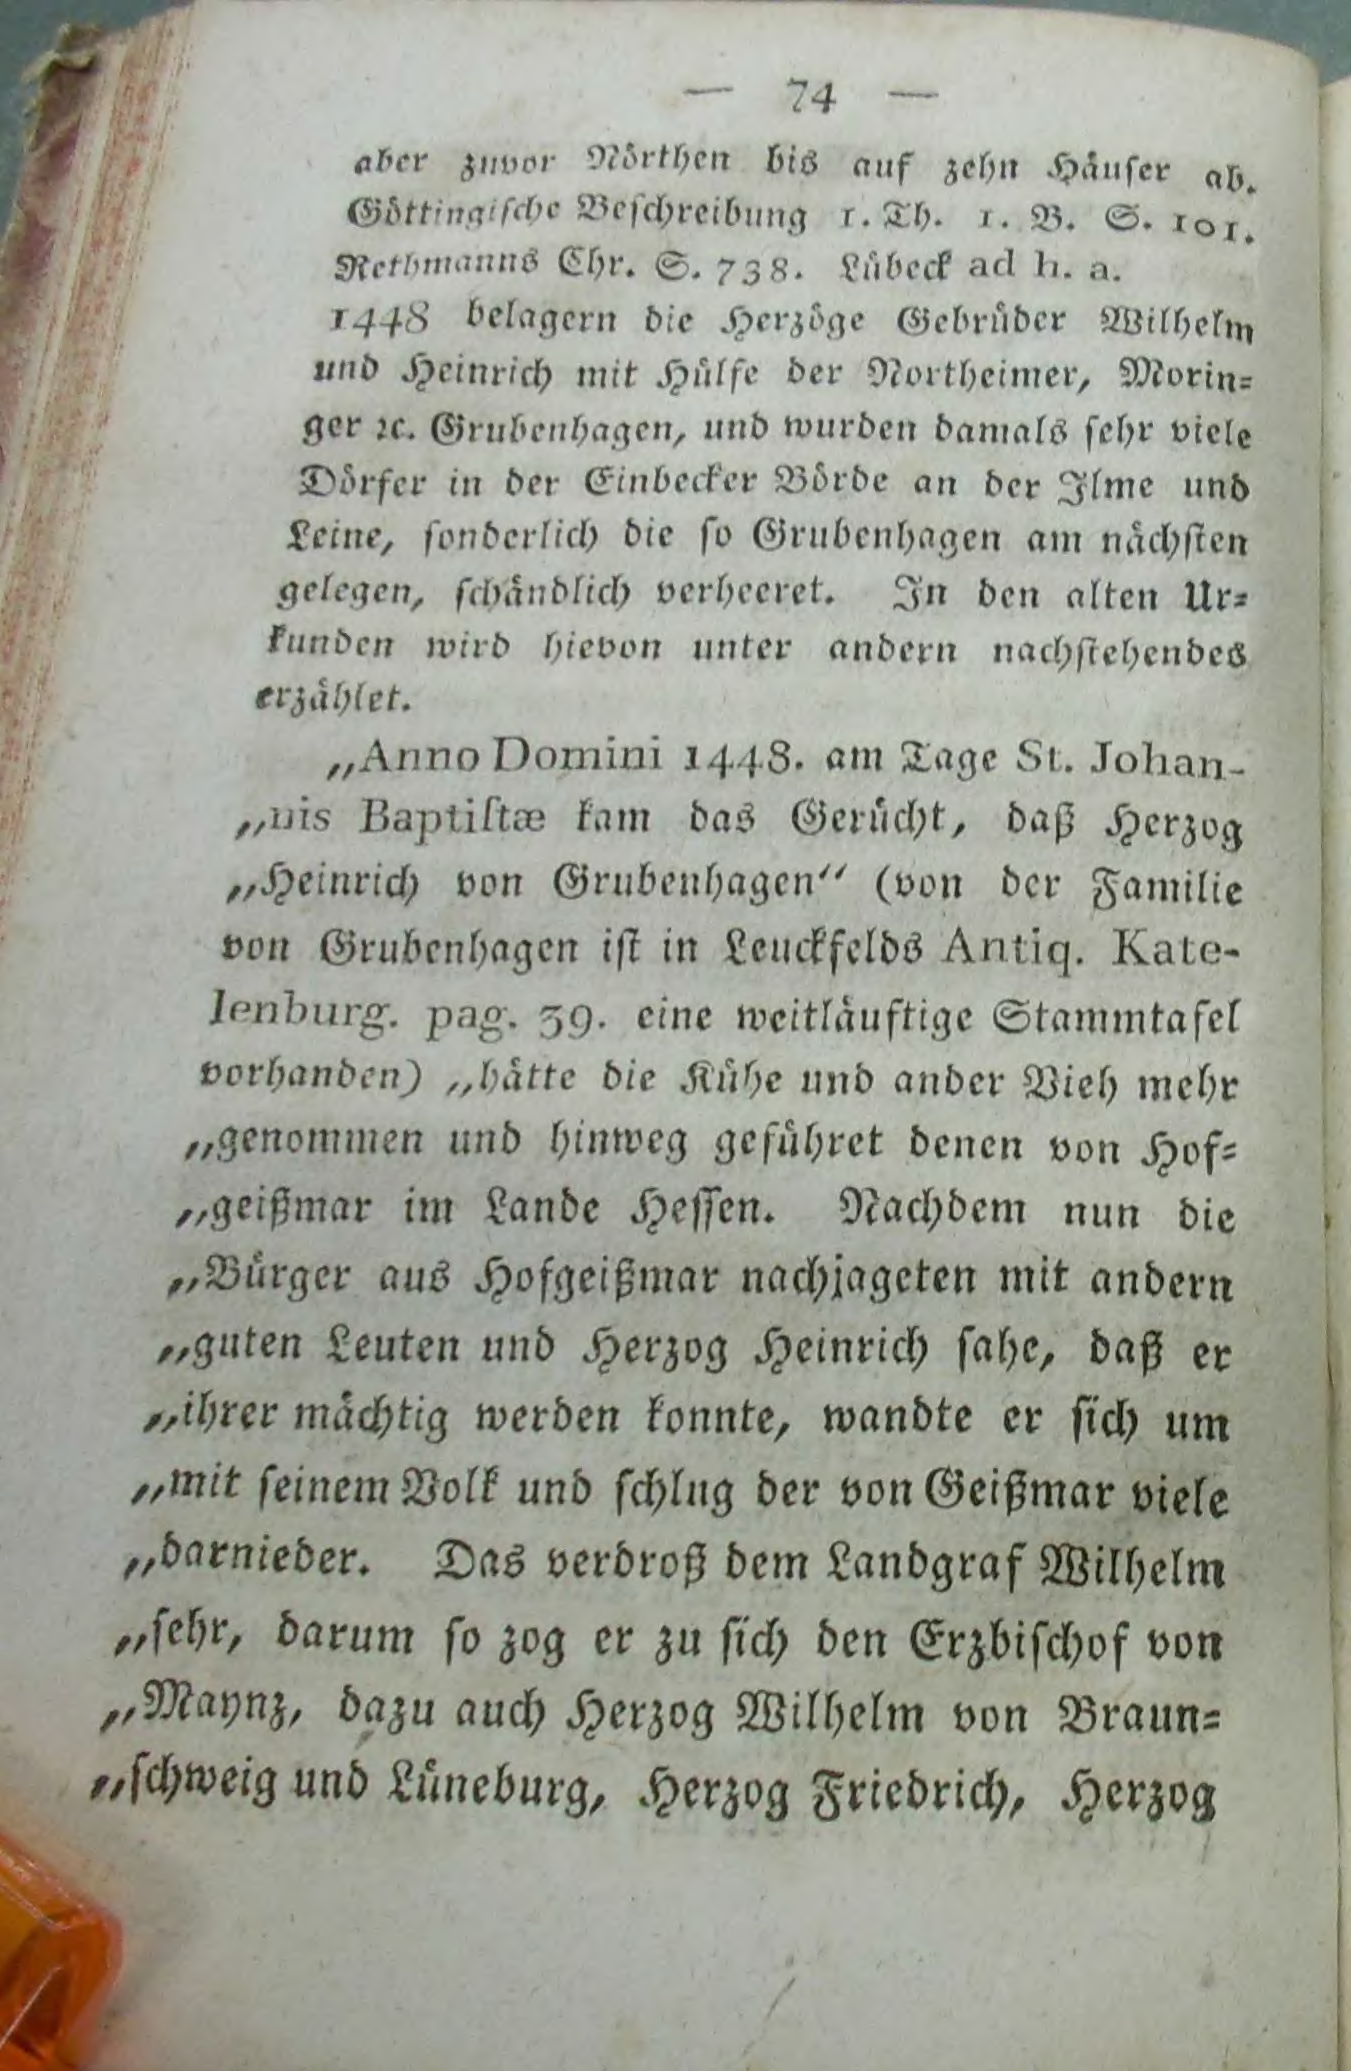 — 74 —
aber zuvor Nörthen bis auf zehn Häuser ab.
Göttingische Beschreibung 1. Th. 1. B. S. 101.
Rethmanns Chr. S. 738. Lübeck ad h. a.
1448 belagern die Herzöge Gebrüder Wilhelm
und Heinrich mit Hülfe der Northeimer, Morin=
ger ꝛc. Grubenhagen, und wurden damals sehr viele
Dörfer in der Einbecker Börde an der Ilme und
Leine, sonderlich die so Grubenhagen am nächsten
gelegen, schändlich verheeret. In den alten Ur=
kunden wird hievon unter andern nachstehendes
erzählet.
„Anno Domini 1448. am Tage St. Johan-
„nis Baptiſtæ kam das Gerücht, daß Herzog
„Heinrich von Grubenhagen“ (von der Familie
von Grubenhagen ist in Leuckfelds Antiq. Kate-
lenburg. pag. 39. eine weitläuftige Stammtafel
vorhanden) „hätte die Kühe und ander Vieh mehr
„genommen und hinweg geführet denen von Hof=
„geißmar im Lande Hessen. Nachdem nun die
„Bürger aus Hofgeißmar nachjageten mit andern
„guten Leuten und Herzog Heinrich sahe, daß er
„ihrer mächtig werden konnte, wandte er sich um
„mit seinem Volk und schlug der von Geißmar viele
„darnieder. Das verdroß dem Landgraf Wilhelm
„sehr, darum so zog er zu sich den Erzbischof von
„Maynz, dazu auch Herzog Wilhelm von Braun=
„schweig und Lüneburg, Herzog Friedrich, Herzog